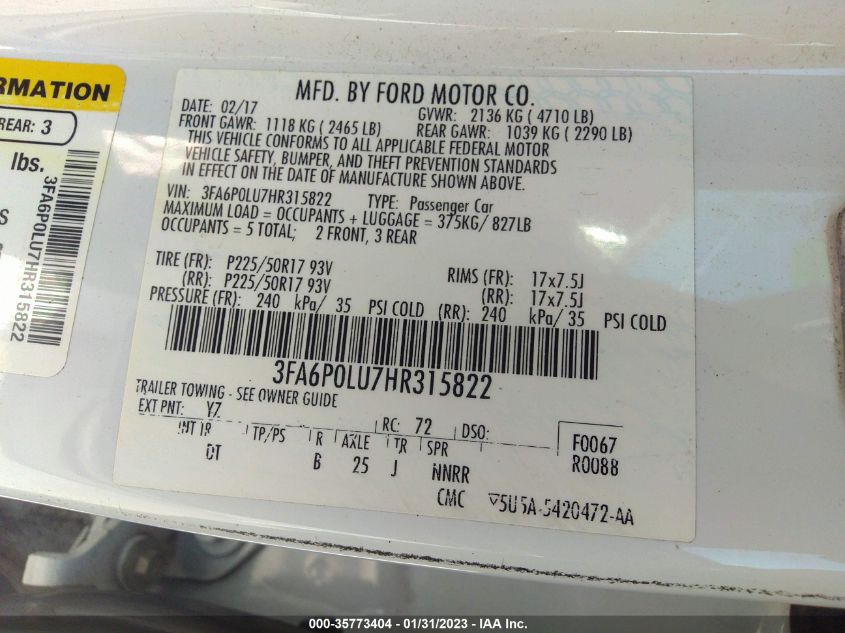 RMATION
REAR: 3
lbs.
S
3FA6P0LU7HR315822
MFD. BY FORD MOTOR CO.
DATE: 02/17 GVWR: 2136 KG ( 4710 LB)
FRONT GAWR: 1118 KG ( 2465 LB) REAR GAWR: 1039 KG ( 2290 LB)
THIS VEHICLE CONFORMS TO ALL APPLICABLE FEDERAL MOTOR
VEHICLE SAFETY, BUMPER, AND THEFT PREVENTION STANDARDS
IN EFFECT ON THE DATE OF MANUFACTURE SHOWN ABOVE.
VIN: 3FA6P0LU7HR315822 TYPE: Passenger Car
MAXIMUM LOAD = OCCUPANTS + LUGGAGE = 375KG/ 827LB
OCCUPANTS = 5 TOTAL; 2 FRONT, 3 REAR
TIRE (FR): P225/50R17 93V RIMS (FR): 17x7.5J
(RR): P225/50R17 93V (RR): 17x7.5J
PRESSURE (FR): 240 kPa/ 35 PSI COLD (RR): 240 kPa/ 35 PSI COLD
3FA6P0LU7HR315822
TRAILER TOWING - SEE OWNER GUIDE
EXT PNT: YZ RC: 72 DSO: F0067
INT TR TP/PS R AXLE TR SPR R0088
DT B 25 J NNRR
CMC 5U5A-5420472-AA
000-35773404 - 01/31/2023 - IAA Inc.